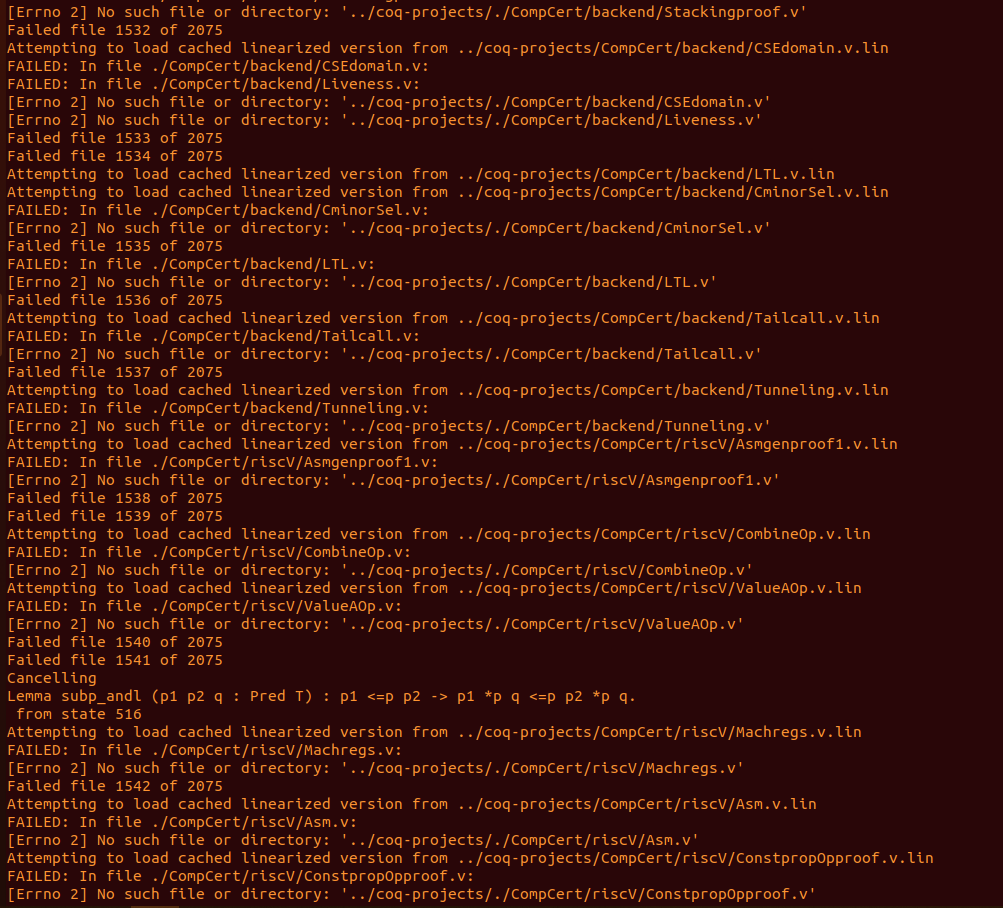 [Errno 2] No such file or directory: '../coq-projects/./CompCert/backend/Stackingproof.v'
Failed file 1532 of 2075
Attempting to load cached linearized version from ../coq-projects/CompCert/backend/CSEdomain.v.lin
FAILED: In file ./CompCert/backend/CSEdomain.v:
FAILED: In file ./CompCert/backend/Liveness.v:
[Errno 2] No such file or directory: '../coq-projects/./CompCert/backend/CSEdomain.v'
[Errno 2] No such file or directory: '../coq-projects/./CompCert/backend/Liveness.v'
Failed file 1533 of 2075
Failed file 1534 of 2075
Attempting to load cached linearized version from ../coq-projects/CompCert/backend/LTL.v.lin
Attempting to load cached linearized version from ../coq-projects/CompCert/backend/CminorSel.v.lin
FAILED: In file ./CompCert/backend/CminorSel.v:
[Errno 2] No such file or directory: '../coq-projects/./CompCert/backend/CminorSel.v'
Failed file 1535 of 2075
FAILED: In file ./CompCert/backend/LTL.v:
[Errno 2] No such file or directory: '../coq-projects/./CompCert/backend/LTL.v'
Failed file 1536 of 2075
Attempting to load cached linearized version from ../coq-projects/CompCert/backend/Tailcall.v.lin
FAILED: In file ./CompCert/backend/Tailcall.v:
[Errno 2] No such file or directory: '../coq-projects/./CompCert/backend/Tailcall.v'
Failed file 1537 of 2075
Attempting to load cached linearized version from ../coq-projects/CompCert/backend/Tunneling.v.lin
FAILED: In file ./CompCert/backend/Tunneling.v:
[Errno 2] No such file or directory: '../coq-projects/./CompCert/backend/Tunneling.v'
Attempting to load cached linearized version from ../coq-projects/CompCert/riscV/Asmgenproof1.v.lin
FAILED: In file ./CompCert/riscV/Asmgenproof1.v:
[Errno 2] No such file or directory: '../coq-projects/./CompCert/riscV/Asmgenproof1.v'
Failed file 1538 of 2075
Failed file 1539 of 2075
Attempting to load cached linearized version from ../coq-projects/CompCert/riscV/CombineOp.v.lin
FAILED: In file ./CompCert/riscV/CombineOp.v:
[Errno 2] No such file or directory: '../coq-projects/./CompCert/riscV/CombineOp.v'
Attempting to load cached linearized version from ../coq-projects/CompCert/riscV/ValueAOp.v.lin
FAILED: In file ./CompCert/riscV/ValueAOp.v:
[Errno 2] No such file or directory: '../coq-projects/./CompCert/riscV/ValueAOp.v'
Failed file 1540 of 2075
Failed file 1541 of 2075
Cancelling
Lemma subp_andl (p1 p2 q : Pred T) : p1 <=p p2 -> p1 *p q <=p p2 *p q.
 from state 516
Attempting to load cached linearized version from ../coq-projects/CompCert/riscV/Machregs.v.lin
FAILED: In file ./CompCert/riscV/Machregs.v:
[Errno 2] No such file or directory: '../coq-projects/./CompCert/riscV/Machregs.v'
Failed file 1542 of 2075
Attempting to load cached linearized version from ../coq-projects/CompCert/riscV/Asm.v.lin
FAILED: In file ./CompCert/riscV/Asm.v:
[Errno 2] No such file or directory: '../coq-projects/./CompCert/riscV/Asm.v'
Attempting to load cached linearized version from ../coq-projects/CompCert/riscV/ConstpropOpproof.v.lin
FAILED: In file ./CompCert/riscV/ConstpropOpproof.v:
[Errno 2] No such file or directory: '../coq-projects/./CompCert/riscV/ConstpropOpproof.v'